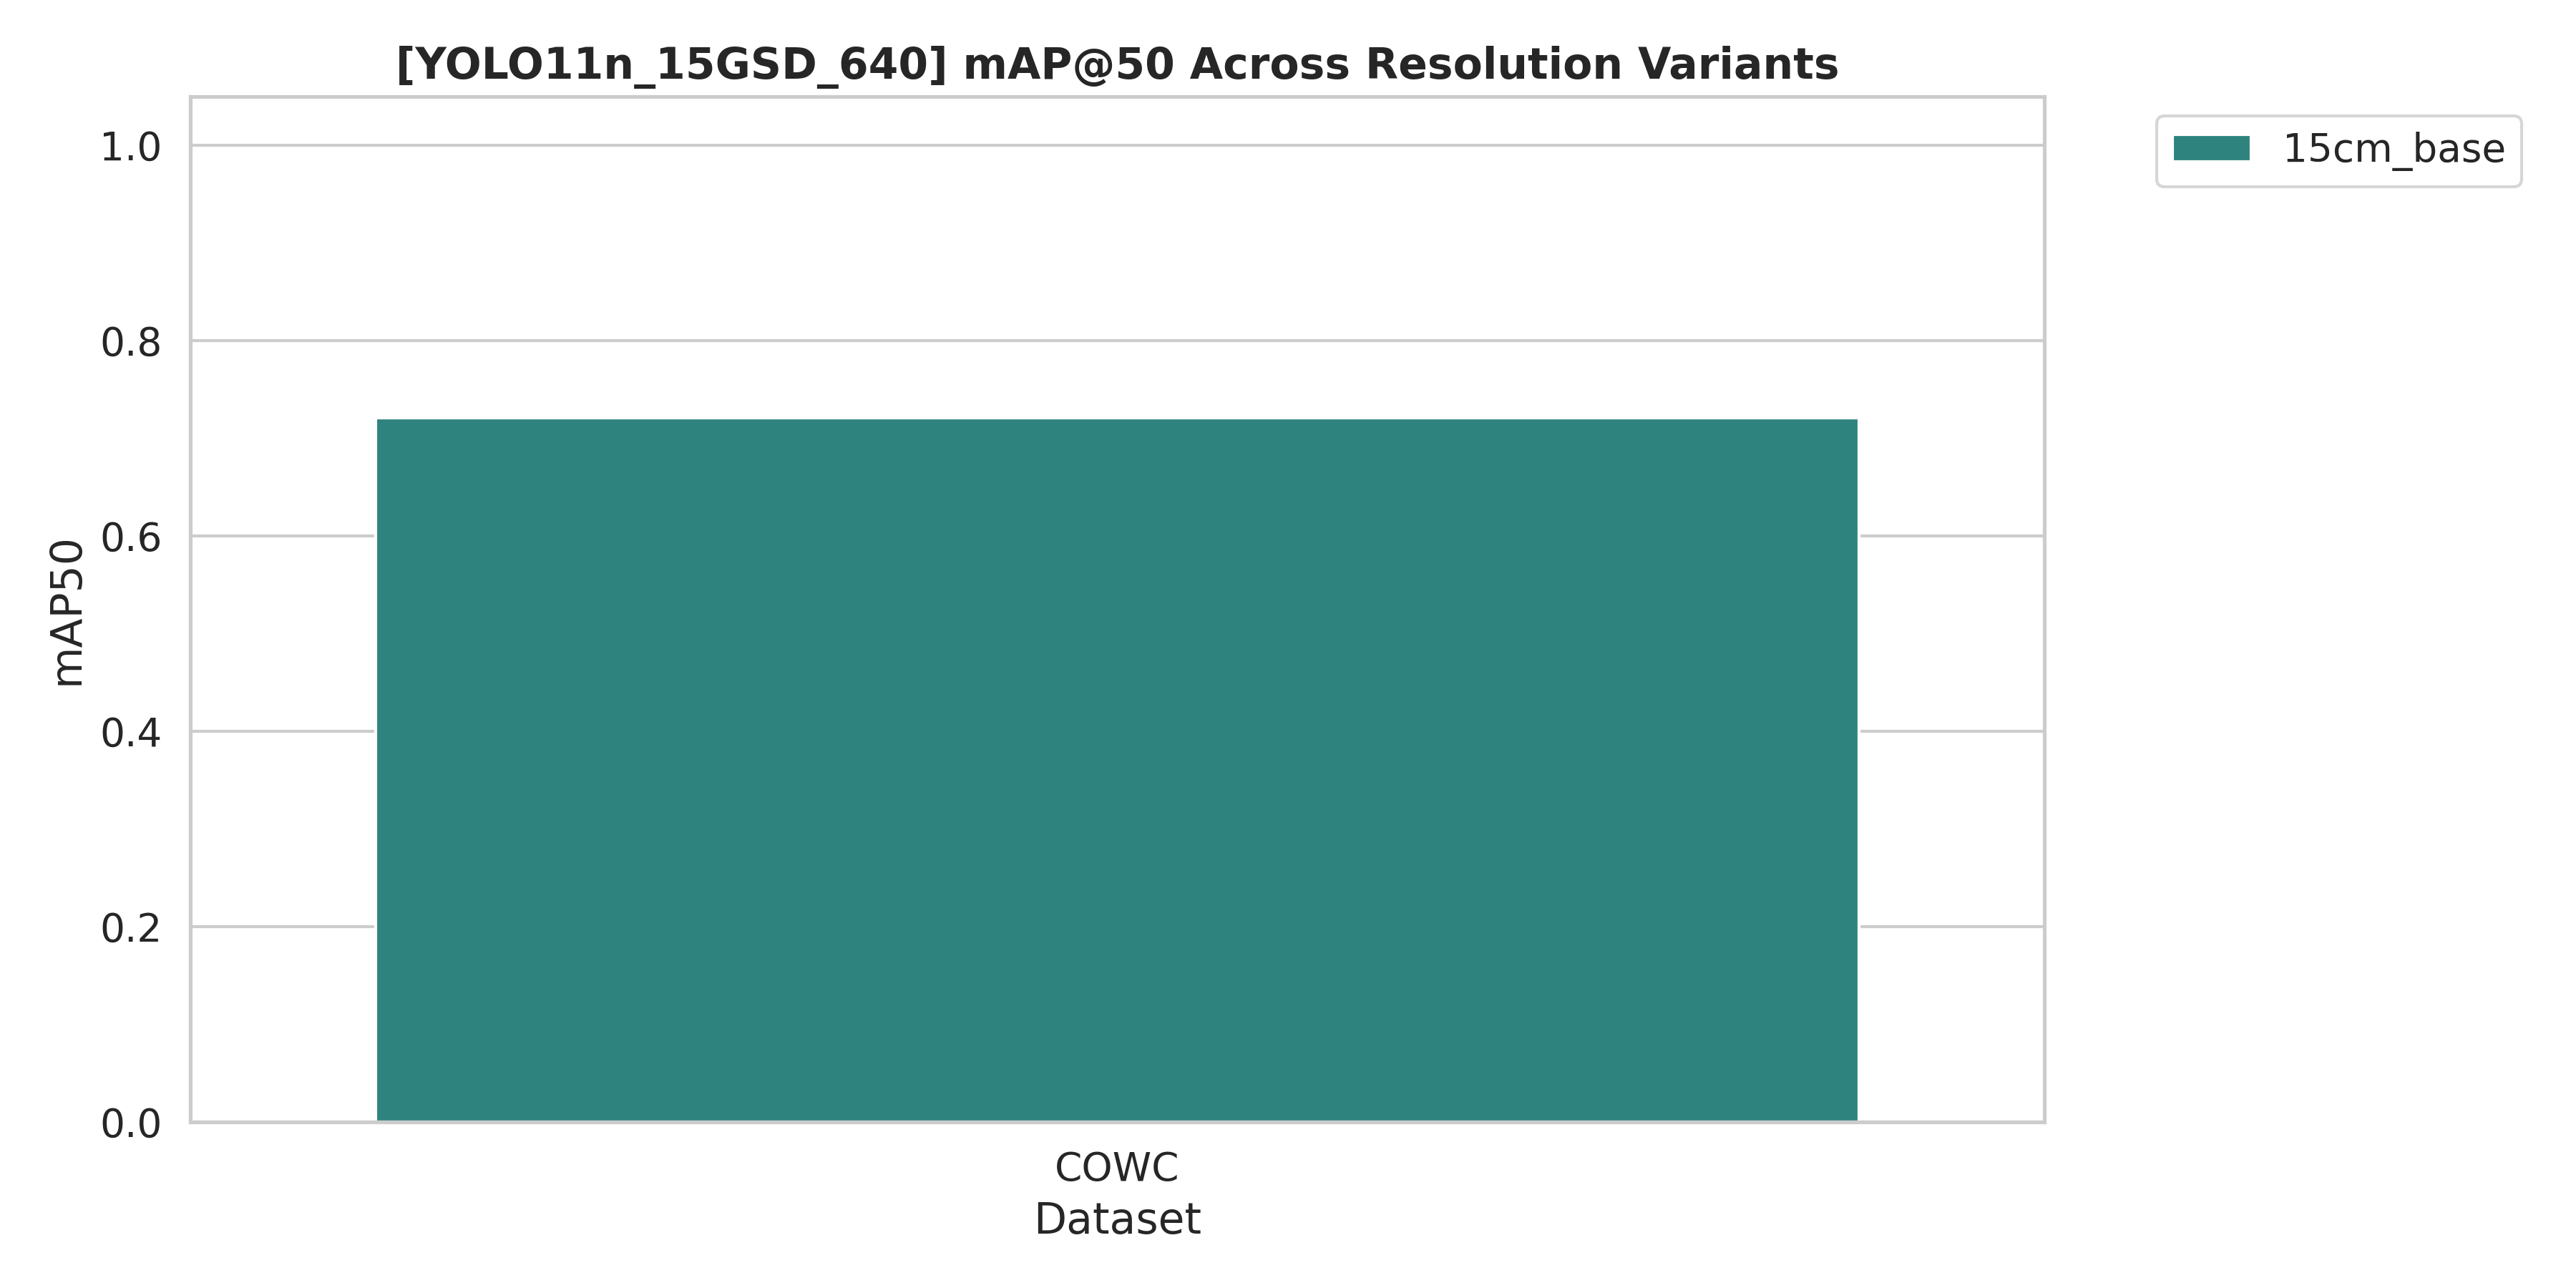 [YOLO11n_15GSD_640] mAP@50 Across Resolution Variants
15cm_base
1.0
0.8
0.6
0.4
0.2
0.0
mAP50
COWC
Dataset